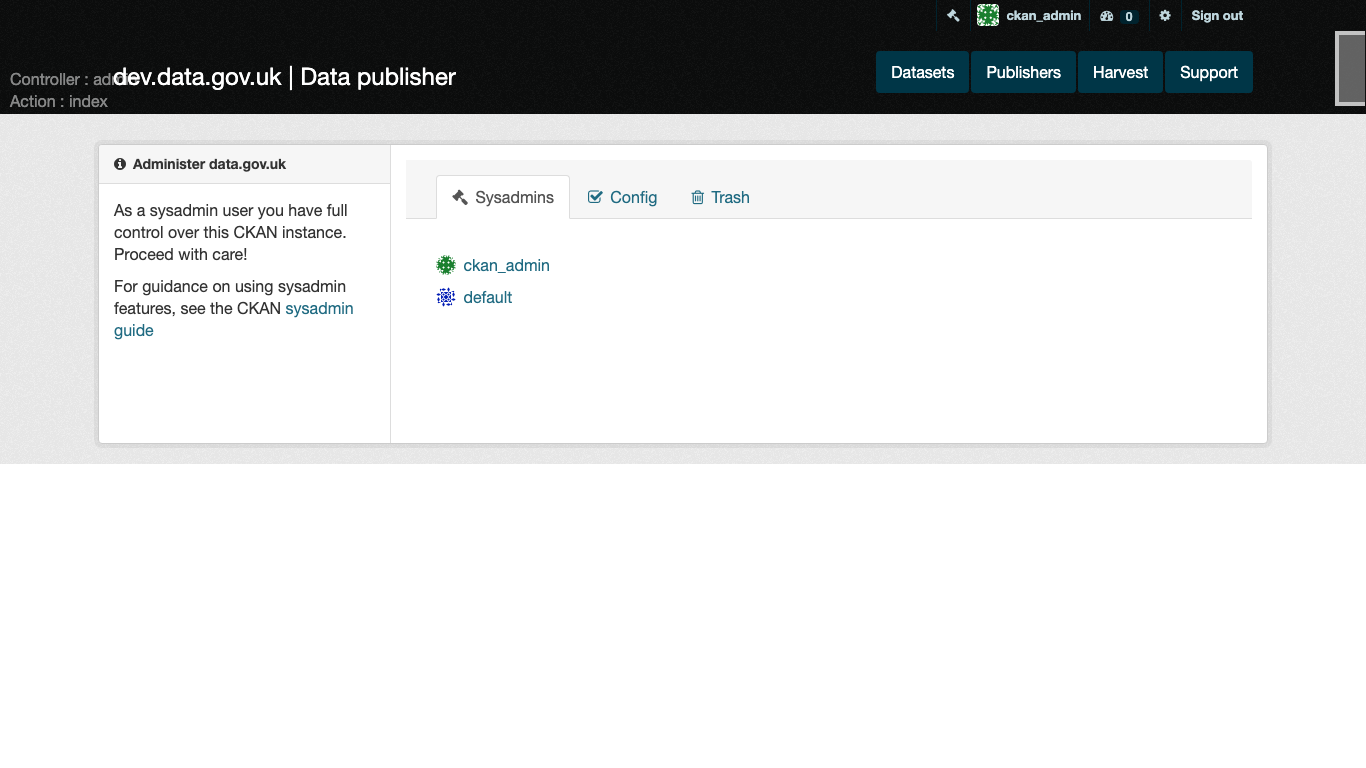 ckan_admin 0 Sign out
Controller : admin
dev.data.gov.uk | Data publisher
Action : index
Datasets Publishers Harvest Support
Administer data.gov.uk
As a sysadmin user you have full
control over this CKAN instance.
Proceed with care!
For guidance on using sysadmin
features, see the CKAN sysadmin
guide
Sysadmins Config Trash
ckan_admin
default